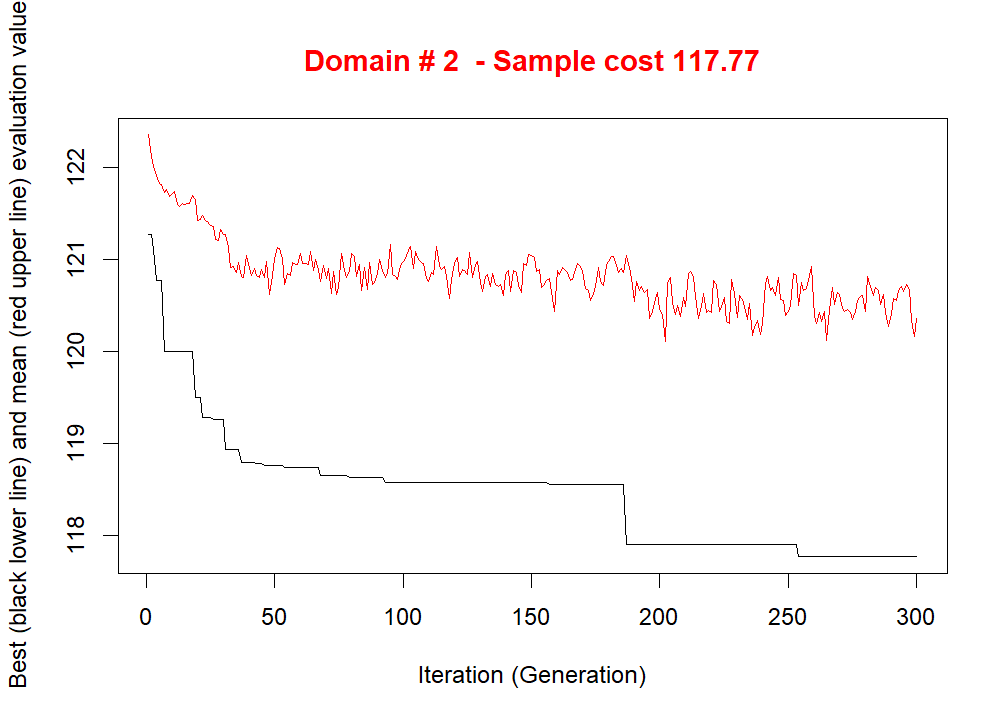 Domain # 2  - Sample cost 117.77
Best (black lower line) and mean (red upper line) evaluation value
122
121
120
119
118
0 50 100 150 200 250 300
Iteration (Generation)